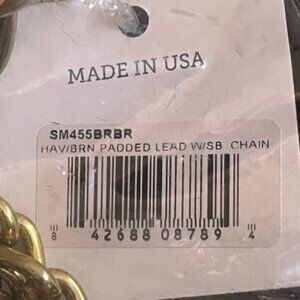 MADE IN USA
SM455BRBR
HAV/BRN PADDED LEAD W/SB CHAIN
8 42688 08789 4